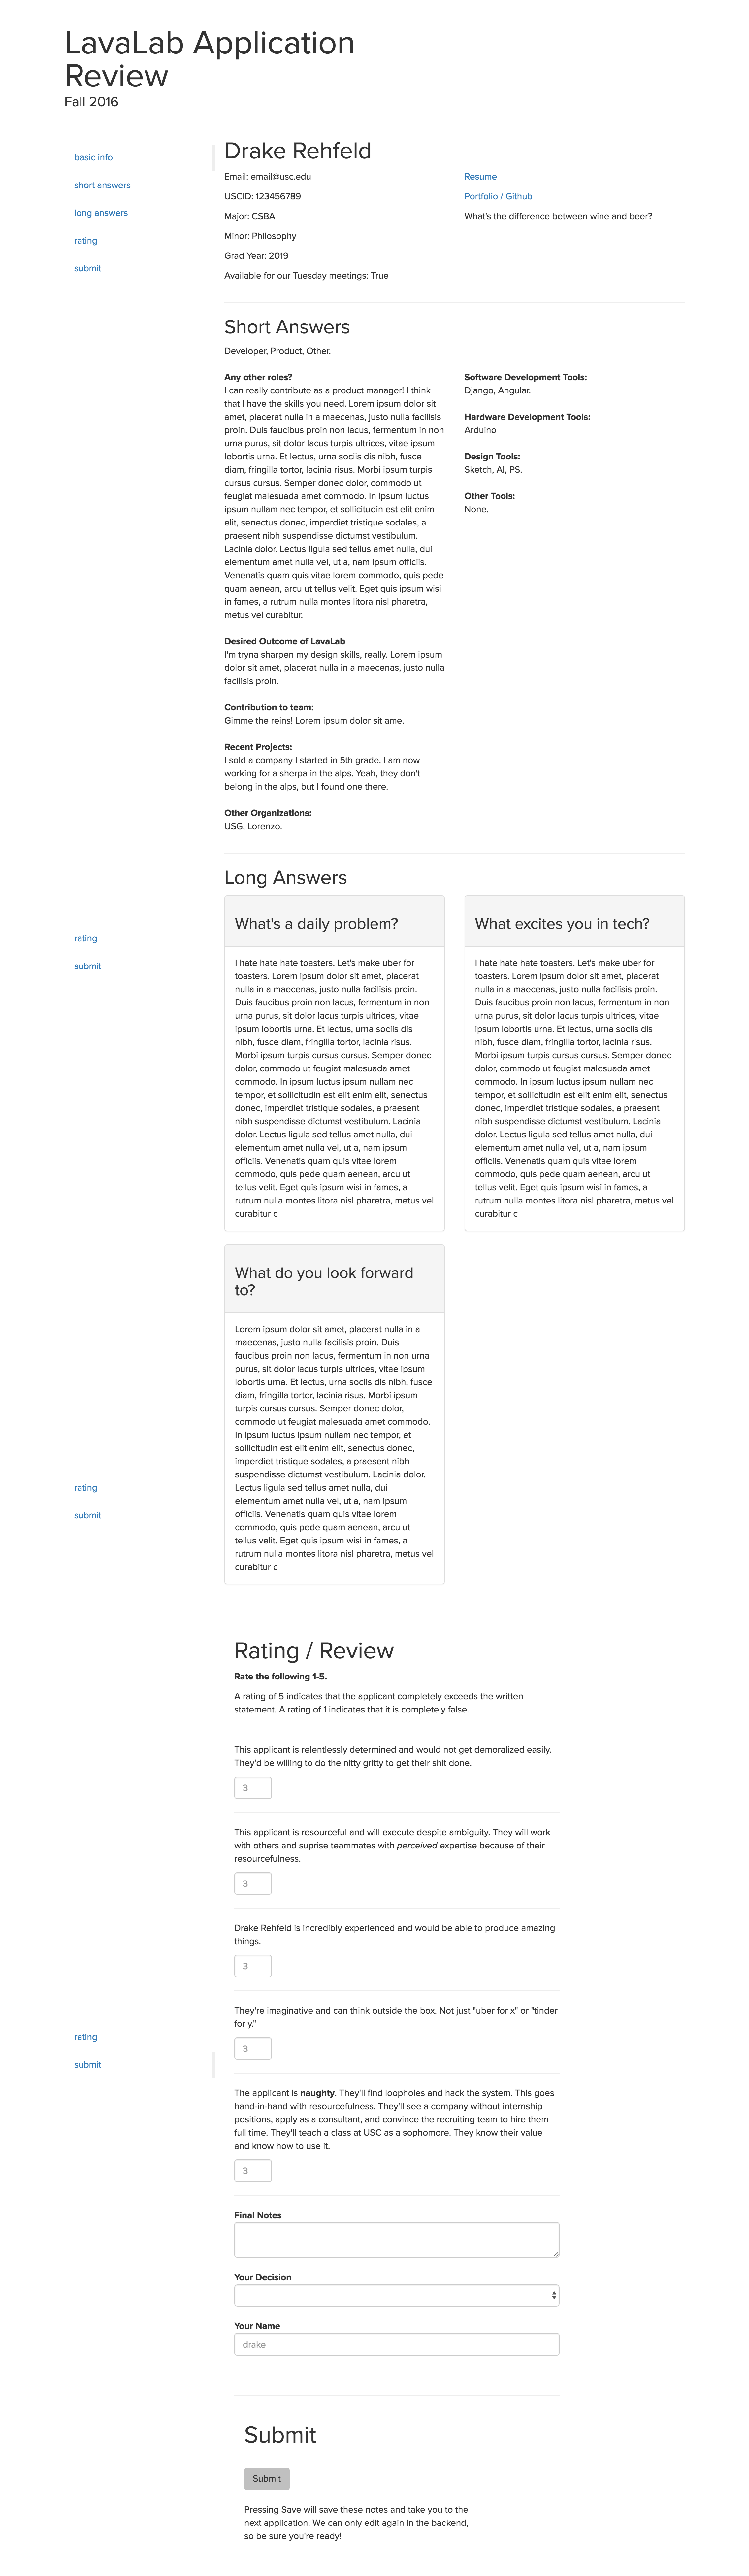 LavaLab Application
Review
Fall 2016
basic info
short answers
long answers
rating
submit
Drake Rehfeld
Email: email@usc.edu
USCID: 123456789
Major: CSBA
Minor: Philosophy
Grad Year: 2019
Available for our Tuesday meetings: True
Resume
Portfolio / Github
What's the difference between wine and beer?
Short Answers
Developer, Product, Other.
Any other roles?
I can really contribute as a product manager! I think
that I have the skills you need. Lorem ipsum dolor sit
amet, placerat nulla in a maecenas, justo nulla facilisis
proin. Duis faucibus proin non lacus, fermentum in non
urna purus, sit dolor lacus turpis ultrices, vitae ipsum
lobortis urna. Et lectus, urna sociis dis nibh, fusce
diam, fringilla tortor, lacinia risus. Morbi ipsum turpis
cursus cursus. Semper donec dolor, commodo ut
feugiat malesuada amet commodo. In ipsum luctus
ipsum nullam nec tempor, et sollicitudin est elit enim
elit, senectus donec, imperdiet tristique sodales, a
praesent nibh suspendisse dictumst vestibulum.
Lacinia dolor. Lectus ligula sed tellus amet nulla, dui
elementum amet nulla vel, ut a, nam ipsum officiis.
Venenatis quam quis vitae lorem commodo, quis pede
quam aenean, arcu ut tellus velit. Eget quis ipsum wisi
in fames, a rutrum nulla montes litora nisl pharetra,
metus vel curabitur.
Desired Outcome of LavaLab
I'm tryna sharpen my design skills, really. Lorem ipsum
dolor sit amet, placerat nulla in a maecenas, justo nulla
facilisis proin.
Contribution to team:
Gimme the reins! Lorem ipsum dolor sit ame.
Recent Projects:
I sold a company I started in 5th grade. I am now
working for a sherpa in the alps. Yeah, they don't
belong in the alps, but I found one there.
Other Organizations:
USG, Lorenzo.
Software Development Tools:
Django, Angular.
Hardware Development Tools:
Arduino
Design Tools:
Sketch, AI, PS.
Other Tools:
None.
Long Answers
rating
submit
What's a daily problem?
I hate hate hate toasters. Let's make uber for
toasters. Lorem ipsum dolor sit amet, placerat
nulla in a maecenas, justo nulla facilisis proin.
Duis faucibus proin non lacus, fermentum in non
urna purus, sit dolor lacus turpis ultrices, vitae
ipsum lobortis urna. Et lectus, urna sociis dis
nibh, fusce diam, fringilla tortor, lacinia risus.
Morbi ipsum turpis cursus cursus. Semper donec
dolor, commodo ut feugiat malesuada amet
commodo. In ipsum luctus ipsum nullam nec
tempor, et sollicitudin est elit enim elit, senectus
donec, imperdiet tristique sodales, a praesent
nibh suspendisse dictumst vestibulum. Lacinia
dolor. Lectus ligula sed tellus amet nulla, dui
elementum amet nulla vel, ut a, nam ipsum
officiis. Venenatis quam quis vitae lorem
commodo, quis pede quam aenean, arcu ut
tellus velit. Eget quis ipsum wisi in fames, a
rutrum nulla montes litora nisl pharetra, metus vel
curabitur c
What excites you in tech?
I hate hate hate toasters. Let's make uber for
toasters. Lorem ipsum dolor sit amet, placerat
nulla in a maecenas, justo nulla facilisis proin.
Duis faucibus proin non lacus, fermentum in non
urna purus, sit dolor lacus turpis ultrices, vitae
ipsum lobortis urna. Et lectus, urna sociis dis
nibh, fusce diam, fringilla tortor, lacinia risus.
Morbi ipsum turpis cursus cursus. Semper donec
dolor, commodo ut feugiat malesuada amet
commodo. In ipsum luctus ipsum nullam nec
tempor, et sollicitudin est elit enim elit, senectus
donec, imperdiet tristique sodales, a praesent
nibh suspendisse dictumst vestibulum. Lacinia
dolor. Lectus ligula sed tellus amet nulla, dui
elementum amet nulla vel, ut a, nam ipsum
officiis. Venenatis quam quis vitae lorem
commodo, quis pede quam aenean, arcu ut
tellus velit. Eget quis ipsum wisi in fames, a
rutrum nulla montes litora nisl pharetra, metus vel
curabitur c
What do you look forward
to?
Lorem ipsum dolor sit amet, placerat nulla in a
maecenas, justo nulla facilisis proin. Duis
faucibus proin non lacus, fermentum in non urna
purus, sit dolor lacus turpis ultrices, vitae ipsum
lobortis urna. Et lectus, urna sociis dis nibh, fusce
diam, fringilla tortor, lacinia risus. Morbi ipsum
turpis cursus cursus. Semper donec dolor,
commodo ut feugiat malesuada amet commodo.
In ipsum luctus ipsum nullam nec tempor, et
sollicitudin est elit enim elit, senectus donec,
imperdiet tristique sodales, a praesent nibh
suspendisse dictumst vestibulum. Lacinia dolor.
Lectus ligula sed tellus amet nulla, dui
elementum amet nulla vel, ut a, nam ipsum
officiis. Venenatis quam quis vitae lorem
commodo, quis pede quam aenean, arcu ut
tellus velit. Eget quis ipsum wisi in fames, a
rutrum nulla montes litora nisl pharetra, metus vel
curabitur c
rating
submit
Rating / Review
Rate the following 1-5.
A rating of 5 indicates that the applicant completely exceeds the written
statement. A rating of 1 indicates that it is completely false.
This applicant is relentlessly determined and would not get demoralized easily.
They'd be willing to do the nitty gritty to get their shit done.
3
This applicant is resourceful and will execute despite ambiguity. They will work
with others and suprise teammates with perceived expertise because of their
resourcefulness.
3
Drake Rehfeld is incredibly experienced and would be able to produce amazing
things.
3
They're imaginative and can think outside the box. Not just "uber for x" or "tinder
for y."
3
rating
submit
The applicant is naughty. They'll find loopholes and hack the system. This goes
hand-in-hand with resourcefulness. They'll see a company without internship
positions, apply as a consultant, and convince the recruiting team to hire them
full time. They'll teach a class at USC as a sophomore. They know their value
and know how to use it.
3
Final Notes
Your Decision
Your Name
drake
Submit
Submit
Pressing Save will save these notes and take you to the
next application. We can only edit again in the backend,
so be sure you're ready!